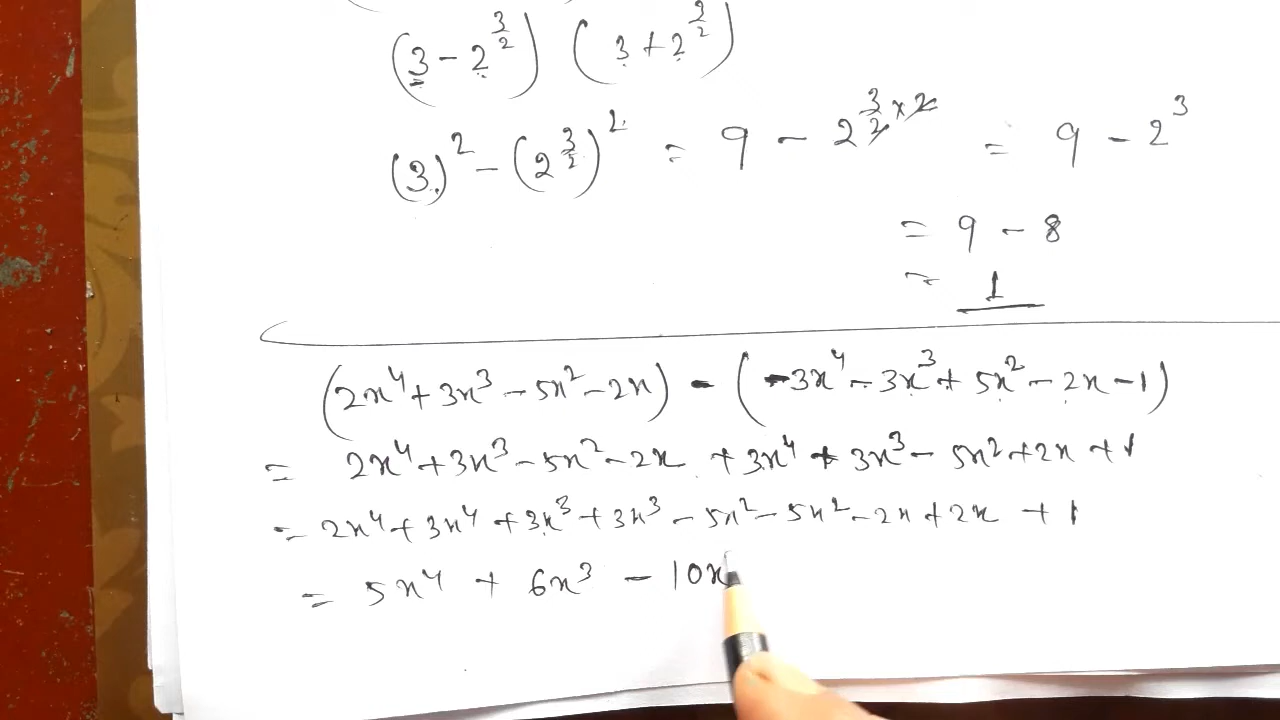 (3 - 2^{3/2}) (3 + 2^{3/2})
(3)^2 - (2^{3/2})^2 = 9 - 2^{3/2 × 2} = 9 - 2^3
= 9 - 8
= 1
(2x^4 + 3x^3 - 5x^2 - 2x) - (-3x^4 - 3x^3 + 5x^2 - 2x - 1)
= 2x^4 + 3x^3 - 5x^2 - 2x + 3x^4 + 3x^3 - 5x^2 + 2x + 1
= 2x^4 + 3x^4 + 3x^3 + 3x^3 - 5x^2 - 5x^2 - 2x + 2x + 1
= 5x^4 + 6x^3 - 10x